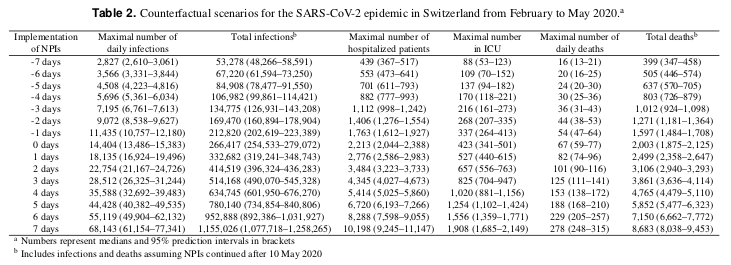 Table 2. Counterfactual scenarios for the SARS-CoV-2 epidemic in Switzerland from February to May 2020.a
Implementation of NPIs Maximal number of daily infections Total infectionsb Maximal number of hospitalized patients Maximal number in ICU Maximal number of daily deaths Total deathsb
-7 days 2,827 (2,610–3,061) 53,278 (48,266–58,591) 439 (367–517) 88 (53–123) 16 (13–21) 399 (347–458)
-6 days 3,566 (3,331–3,844) 67,220 (61,594–73,250) 553 (473–641) 109 (70–152) 20 (16–25) 505 (446–574)
-5 days 4,508 (4,223–4,816) 84,908 (78,477–91,550) 701 (611–793) 137 (94–182) 24 (20–30) 637 (570–705)
-4 days 5,696 (5,361–6,034) 106,982 (99,861–114,421) 882 (777–993) 170 (118–221) 30 (25–36) 803 (726–879)
-3 days 7,195 (6,761–7,613) 134,775 (126,931–143,208) 1,112 (998–1,242) 216 (161–273) 36 (31–43) 1,012 (924–1,098)
-2 days 9,072 (8,538–9,627) 169,470 (160,894–178,904) 1,406 (1,276–1,554) 268 (207–335) 44 (38–53) 1,271 (1,181–1,364)
-1 days 11,435 (10,757–12,180) 212,820 (202,619–223,389) 1,763 (1,612–1,927) 337 (264–413) 54 (47–64) 1,597 (1,484–1,708)
0 days 14,404 (13,486–15,383) 266,417 (254,533–279,072) 2,213 (2,044–2,388) 423 (341–501) 67 (59–77) 2,003 (1,875–2,125)
1 days 18,135 (16,924–19,496) 332,682 (319,241–348,743) 2,776 (2,586–2,983) 527 (440–615) 82 (74–96) 2,499 (2,358–2,647)
2 days 22,754 (21,167–24,726) 414,519 (396,324–436,283) 3,484 (3,223–3,733) 657 (556–763) 101 (90–116) 3,106 (2,940–3,293)
3 days 28,512 (26,325–31,244) 514,168 (490,070–545,328) 4,345 (4,027–4,673) 825 (704–947) 125 (111–141) 3,861 (3,636–4,114)
4 days 35,588 (32,692–39,483) 634,745 (601,950–676,270) 5,414 (5,025–5,860) 1,020 (881–1,156) 153 (138–172) 4,765 (4,479–5,110)
5 days 44,428 (40,382–49,535) 780,140 (734,854–840,806) 6,720 (6,193–7,266) 1,254 (1,102–1,424) 188 (168–210) 5,852 (5,477–6,323)
6 days 55,119 (49,904–62,132) 952,888 (892,386–1,031,927) 8,288 (7,598–9,055) 1,556 (1,359–1,771) 229 (205–257) 7,150 (6,662–7,772)
7 days 68,143 (61,154–77,341) 1,155,026 (1,077,718–1,258,265) 10,198 (9,245–11,147) 1,908 (1,685–2,149) 278 (248–315) 8,683 (8,038–9,453)
a Numbers represent medians and 95% prediction intervals in brackets
b Includes infections and deaths assuming NPIs continued after 10 May 2020